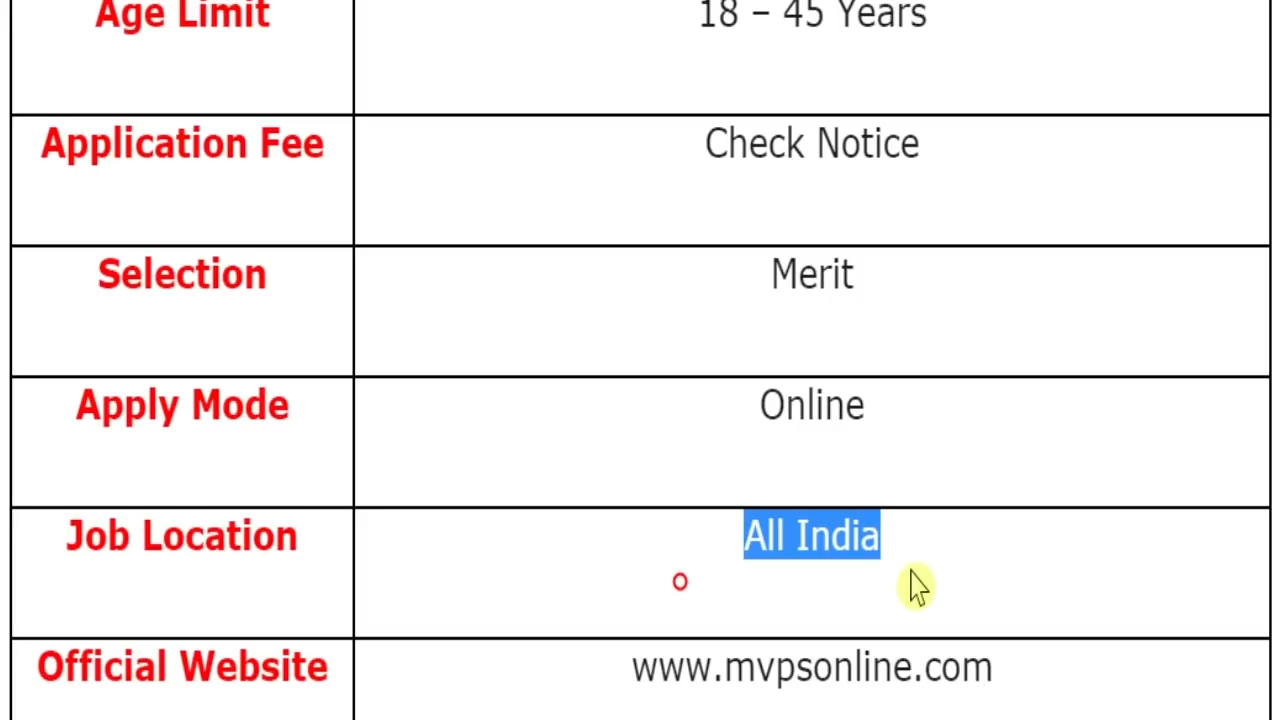 Age Limit 18 – 45 Years
Application Fee Check Notice
Selection Merit
Apply Mode Online
Job Location All India
Official Website www.mvpsonline.com